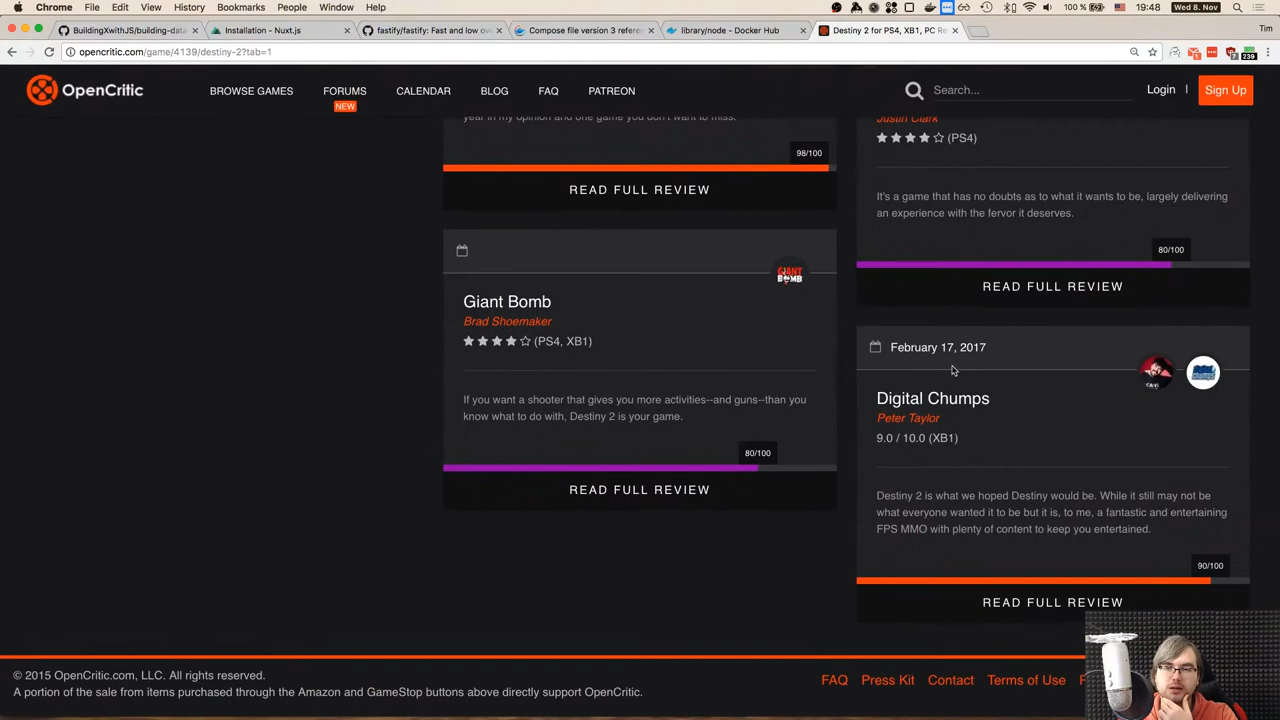 Chrome File Edit View History Bookmarks People Window Help 100 % Wed 8. Nov 19:48
BuildingXwithJS/building-data Installation - Nuxt.js fastify/fastify: Fast and low ov Compose file version 3 refere library/node - Docker Hub Destiny 2 for PS4, XB1, PC Re Tim
opencritic.com/game/4139/destiny-2?tab=1
OpenCritic BROWSE GAMES FORUMS CALENDAR BLOG FAQ PATREON Search... Login | Sign Up
NEW
year in my opinion and one game you don't want to miss.
98/100
READ FULL REVIEW
GIANT BOMB
Giant Bomb
Brad Shoemaker
(PS4, XB1)
If you want a shooter that gives you more activities--and guns--than you
know what to do with, Destiny 2 is your game.
80/100
READ FULL REVIEW
Justin Clark
(PS4)
It's a game that has no doubts as to what it wants to be, largely delivering
an experience with the fervor it deserves.
80/100
READ FULL REVIEW
February 17, 2017
Digital Chumps
Peter Taylor
9.0 / 10.0 (XB1)
Destiny 2 is what we hoped Destiny would be. While it still may not be
what everyone wanted it to be but it is, to me, a fantastic and entertaining
FPS MMO with plenty of content to keep you entertained.
90/100
READ FULL REVIEW
© 2015 OpenCritic.com, LLC. All rights reserved.
A portion of the sale from items purchased through the Amazon and GameStop buttons above directly support OpenCritic.
FAQ Press Kit Contact Terms of Use